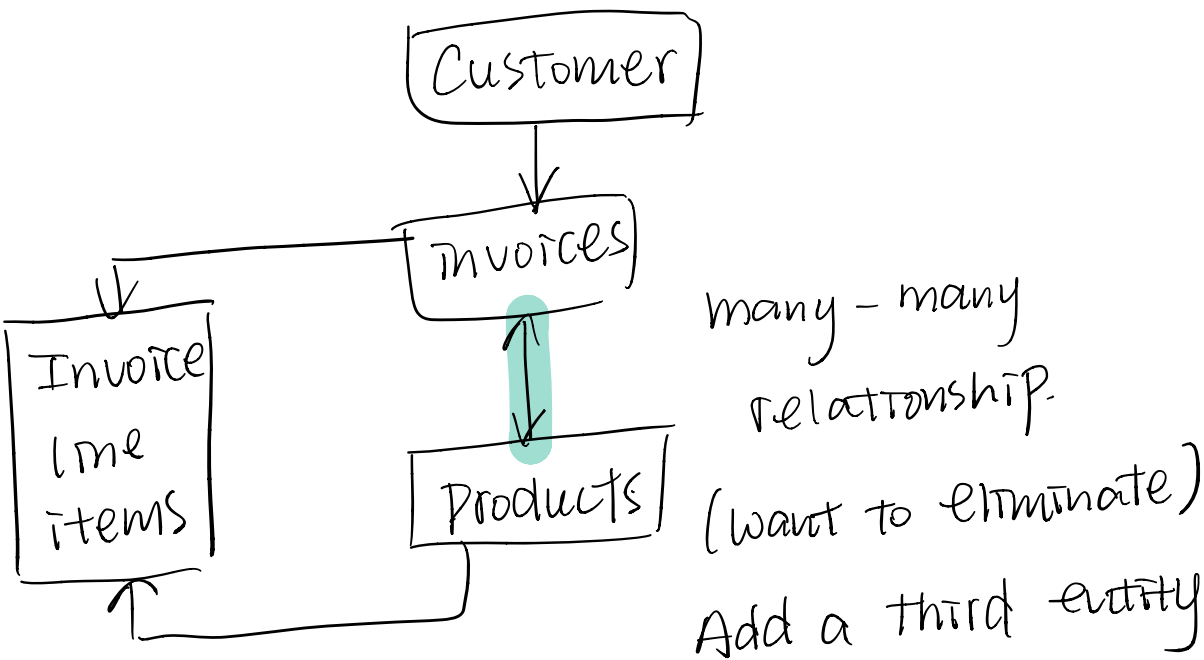 Customer
invoices
Invoice
line
items
products
many - many
relationship.
(want to eliminate)
Add a third entity